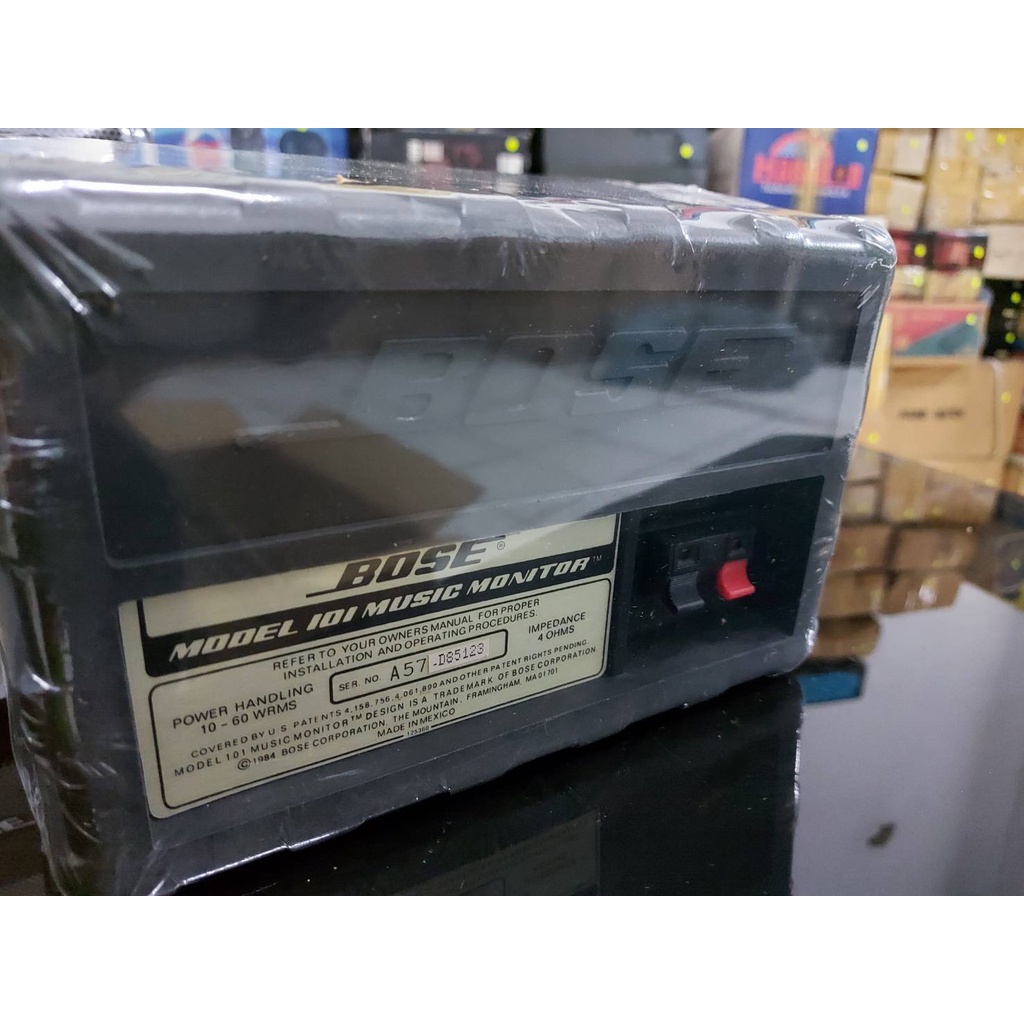 BOSE
BOSE®
MODEL 101 MUSIC MONITOR™
REFER TO YOUR OWNERS MANUAL FOR PROPER
INSTALLATION AND OPERATING PROCEDURES.
POWER HANDLING
10 - 60 WRMS
SER. NO. A57 D85123
IMPEDANCE
4 OHMS
COVERED BY U S PATENTS 4,158,756,4,061,890 AND OTHER PATENT RIGHTS PENDING.
MODEL 101 MUSIC MONITOR™ DESIGN IS A TRADEMARK OF BOSE CORPORATION.
©1984 BOSE CORPORATION, THE MOUNTAIN, FRAMINGHAM, MA 01701
MADE IN MEXICO